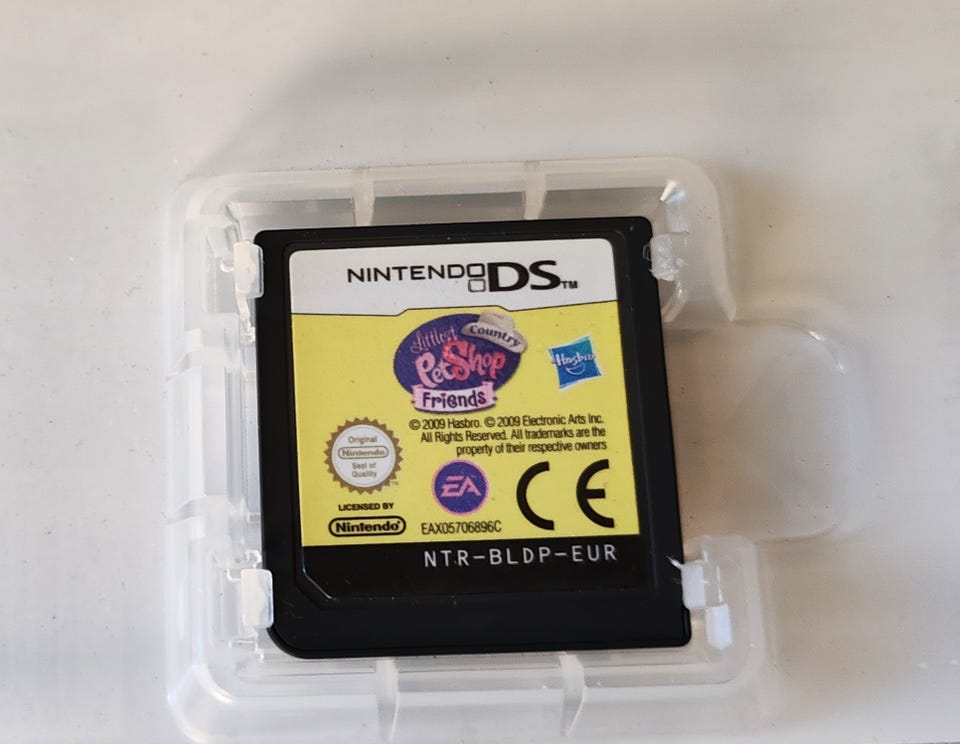 NINTENDO DS™
Littlest
Country
PetShop
Friends
Hasbro
© 2009 Hasbro. © 2009 Electronic Arts Inc.
All Rights Reserved. All trademarks are the
property of their respective owners
Original
Nintendo
Seal of
Quality
™
LICENSED BY
Nintendo
EA™
EAX05706896C
CE
NTR-BLDP-EUR